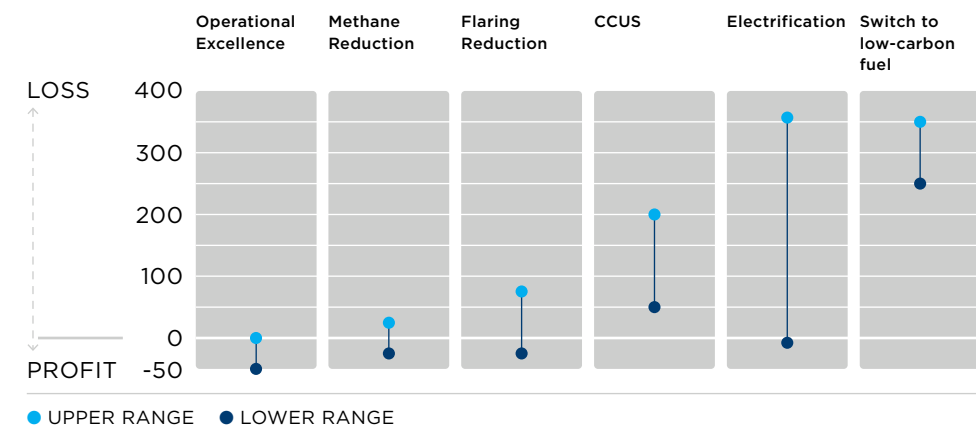 Operational
Excellence
Methane
Reduction
Flaring
Reduction
CCUS
Electrification
Switch to
low-carbon
fuel
LOSS
400
300
200
100
0
PROFIT
-50
UPPER RANGE
LOWER RANGE